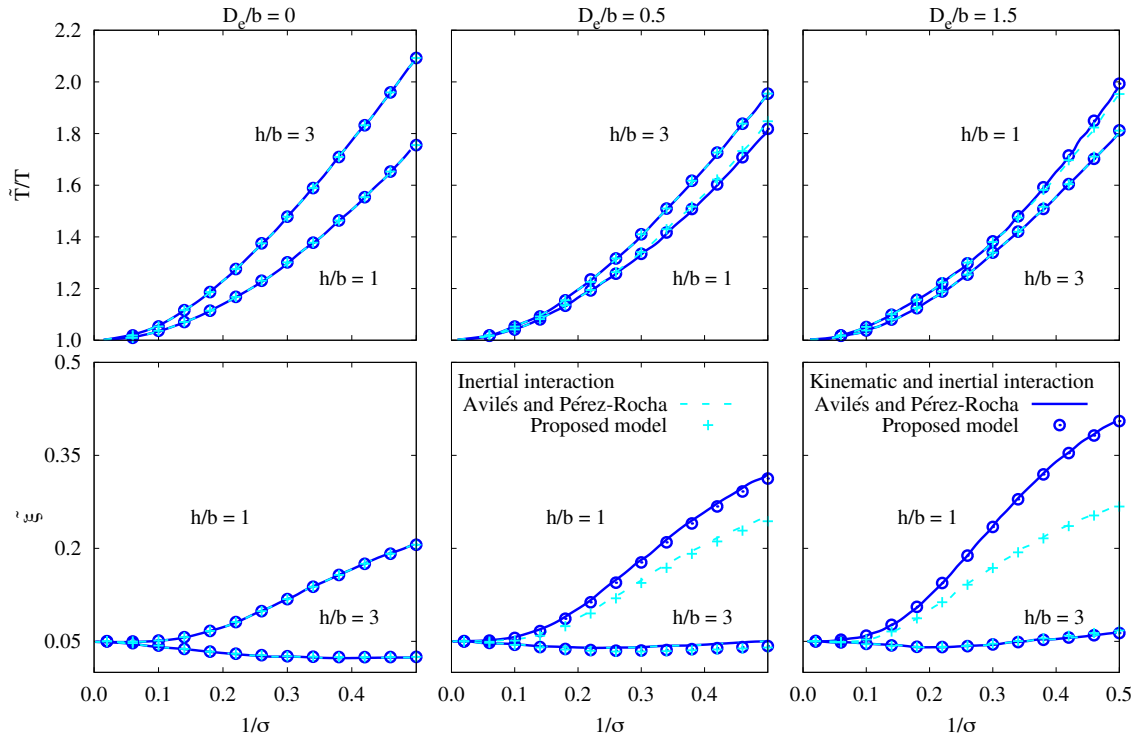 D_e/b = 0
D_e/b = 0.5
D_e/b = 1.5
2.2
2.0
1.8
1.6
1.4
1.2
1.0
T̃/T
h/b = 3
h/b = 1
h/b = 3
h/b = 1
h/b = 1
h/b = 3
0.5
0.35
0.2
0.05
ξ̃
h/b = 1
h/b = 3
Inertial interaction
Avilés and Pérez-Rocha
Proposed model
h/b = 1
h/b = 3
Kinematic and inertial interaction
Avilés and Pérez-Rocha
Proposed model
h/b = 1
h/b = 3
0.0 0.1 0.2 0.3 0.4
0.0 0.1 0.2 0.3 0.4
0.0 0.1 0.2 0.3 0.4 0.5
1/σ
1/σ
1/σ